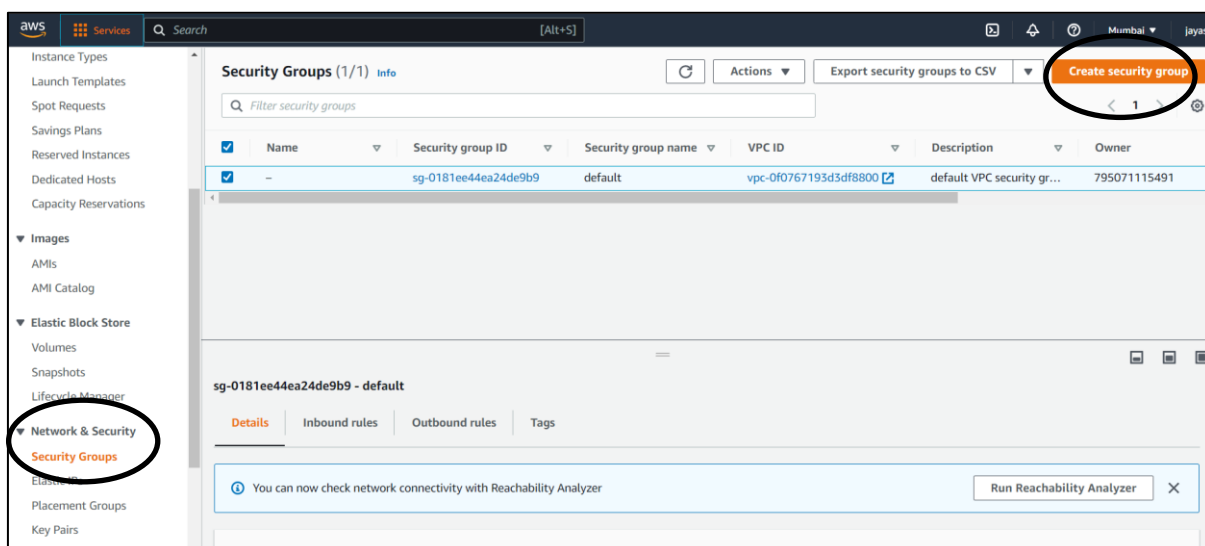 aws Services Search [Alt+S] Mumbai jayas
Instance Types
Launch Templates
Spot Requests
Savings Plans
Reserved Instances
Dedicated Hosts
Capacity Reservations
Images
AMIs
AMI Catalog
Elastic Block Store
Volumes
Snapshots
Lifecycle Manager
Network & Security
Security Groups
Placement Groups
Key Pairs
Security Groups (1/1) Info Actions Export security groups to CSV Create security group
Filter security groups 1
Name Security group ID Security group name VPC ID Description Owner
– sg-0181ee44ea24de9b9 default vpc-0f0767193d3df8800 default VPC security gr... 795071115491
sg-0181ee44ea24de9b9 - default
Details Inbound rules Outbound rules Tags
You can now check network connectivity with Reachability Analyzer Run Reachability Analyzer